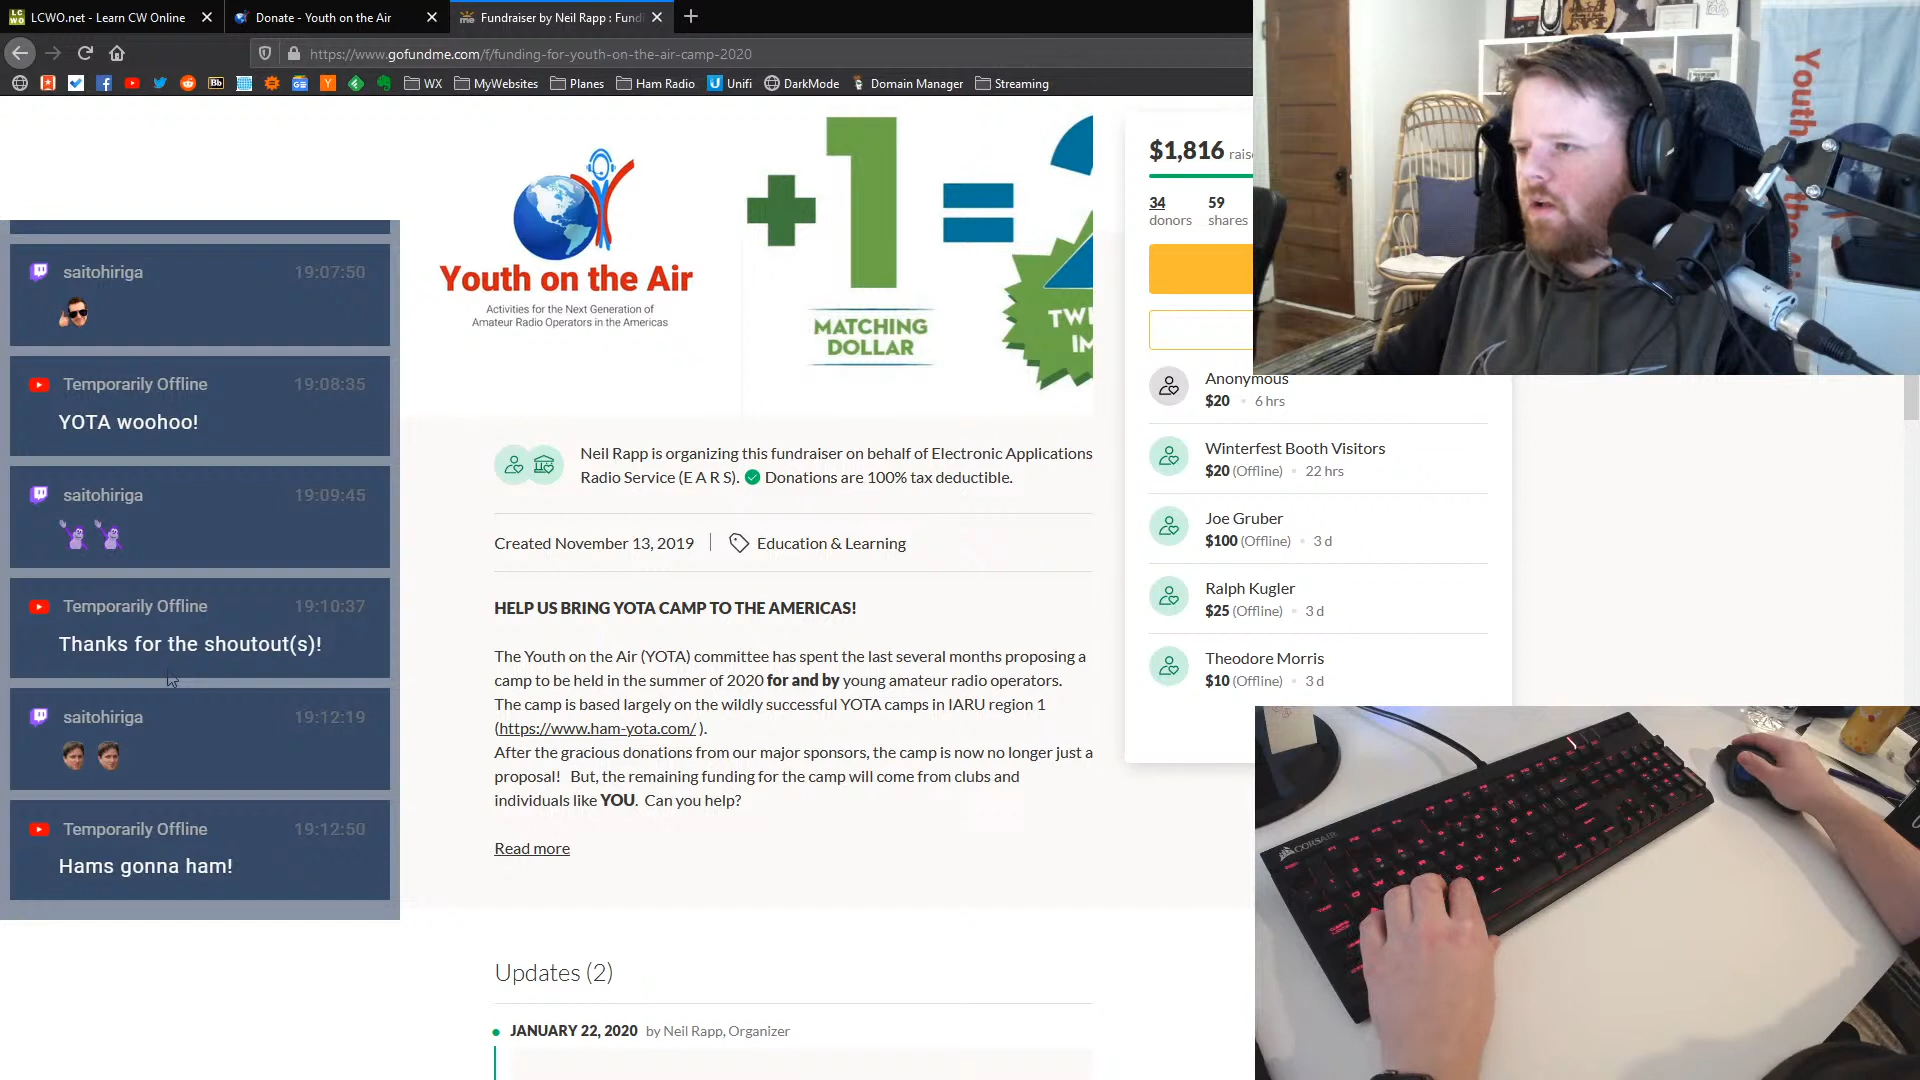 LCWO.net - Learn CW Online
Donate - Youth on the Air
Fundraiser by Neil Rapp : Fund
https://www.gofundme.com/f/funding-for-youth-on-the-air-camp-2020
WX
MyWebsites
Planes
Ham Radio
Unifi
DarkMode
Domain Manager
Streaming
saitohiriga 19:07:50
Temporarily Offline 19:08:35
YOTA woohoo!
saitohiriga 19:09:45
Temporarily Offline 19:10:37
Thanks for the shoutout(s)!
saitohiriga 19:12:19
Temporarily Offline 19:12:50
Hams gonna ham!
Youth on the Air
Activities for the Next Generation of
Amateur Radio Operators in the Americas
+1=
MATCHING
DOLLAR
Neil Rapp is organizing this fundraiser on behalf of Electronic Applications
Radio Service (E A R S). Donations are 100% tax deductible.
Created November 13, 2019 | Education & Learning
HELP US BRING YOTA CAMP TO THE AMERICAS!
The Youth on the Air (YOTA) committee has spent the last several months proposing a
camp to be held in the summer of 2020 for and by young amateur radio operators.
The camp is based largely on the wildly successful YOTA camps in IARU region 1
(https://www.ham-yota.com/ ).
After the gracious donations from our major sponsors, the camp is now no longer just a
proposal! But, the remaining funding for the camp will come from clubs and
individuals like YOU. Can you help?
Read more
Updates (2)
JANUARY 22, 2020 by Neil Rapp, Organizer
$1,816
34
donors
59
shares
Anonymous
$20 • 6 hrs
Winterfest Booth Visitors
$20 (Offline) • 22 hrs
Joe Gruber
$100 (Offline) • 3 d
Ralph Kugler
$25 (Offline) • 3 d
Theodore Morris
$10 (Offline) • 3 d
Youth
the Air
CORSAIR